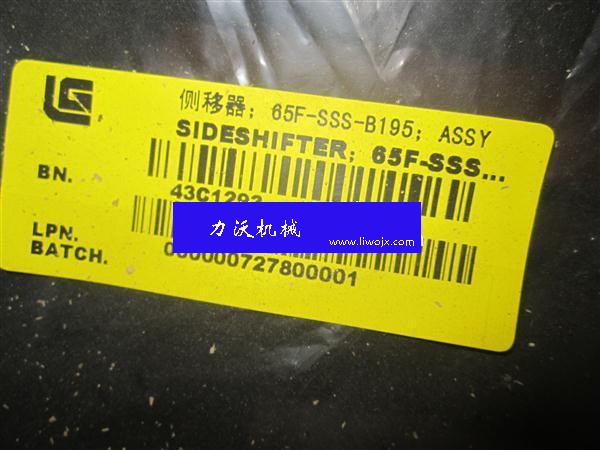 侧移器; 65F-SSS-B195; ASSY
SIDESHIFTER; 65F-SSS...
BN.
力沃机械
www.liwojx.com
LPN.
BATCH.